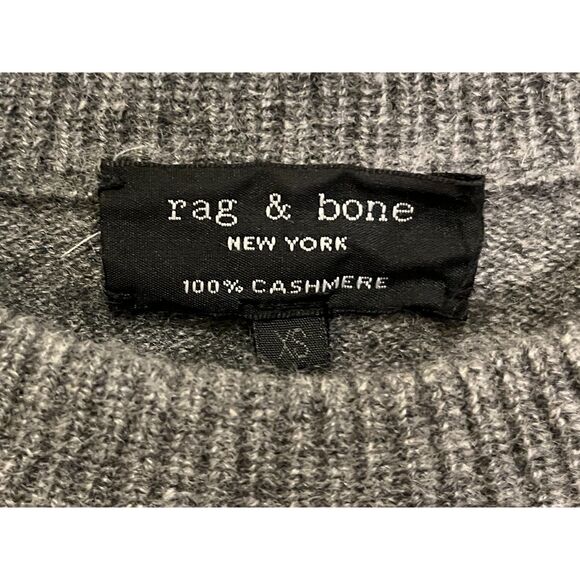 rag & bone
NEW YORK
100% CASHMERE
XS